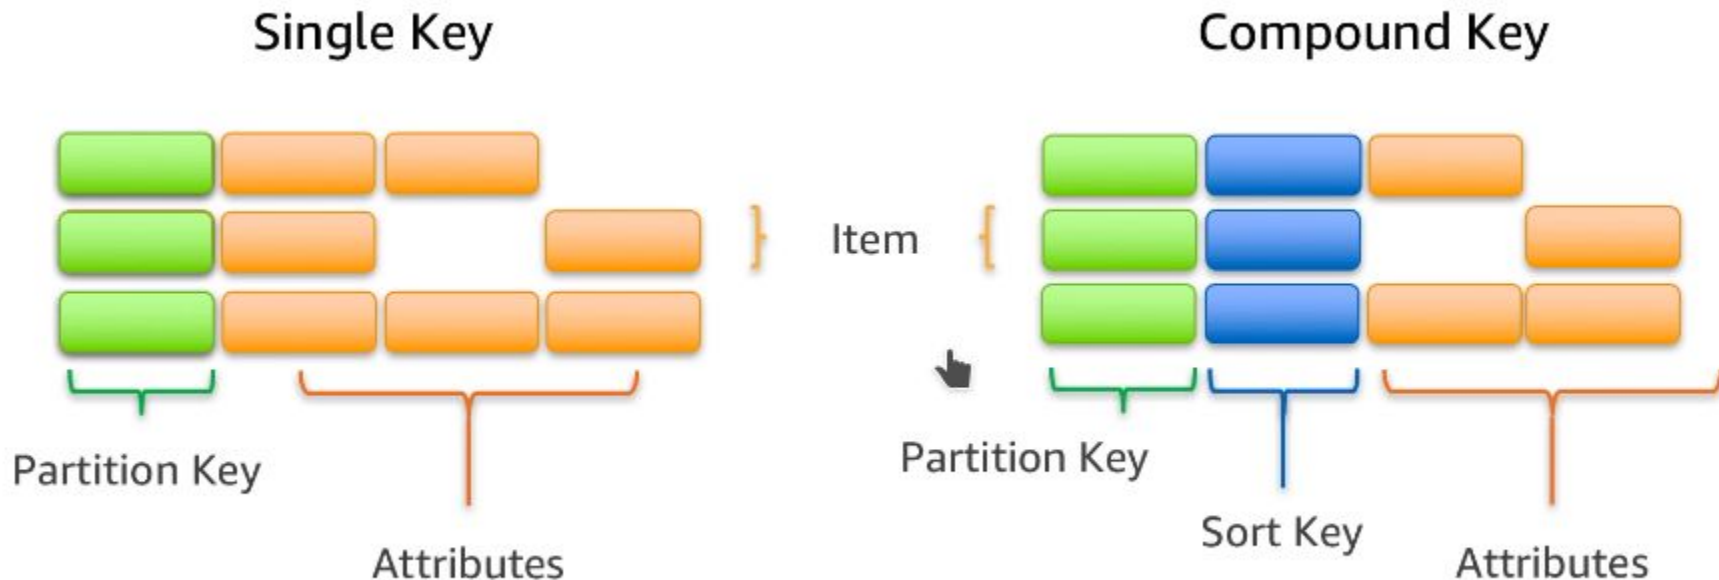 Single Key
Compound Key
Item
Partition Key
Attributes
Partition Key
Sort Key
Attributes